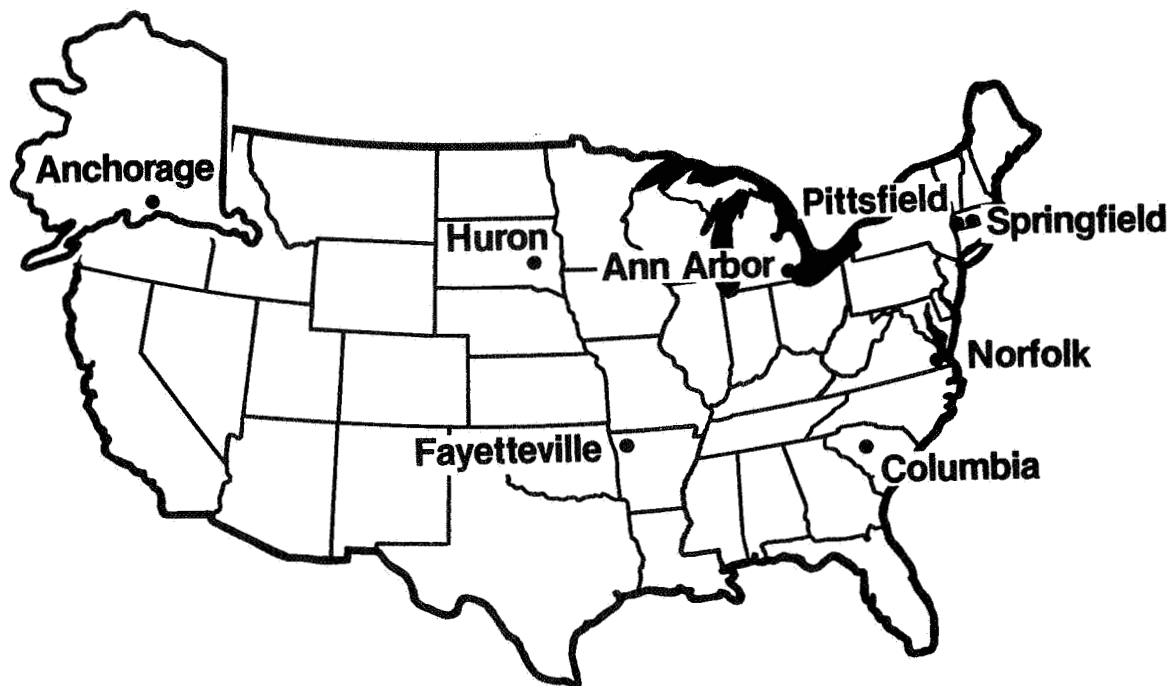 Anchorage
Pittsfield
Springfield
Huron
Ann Arbor
Norfolk
Fayetteville
Columbia